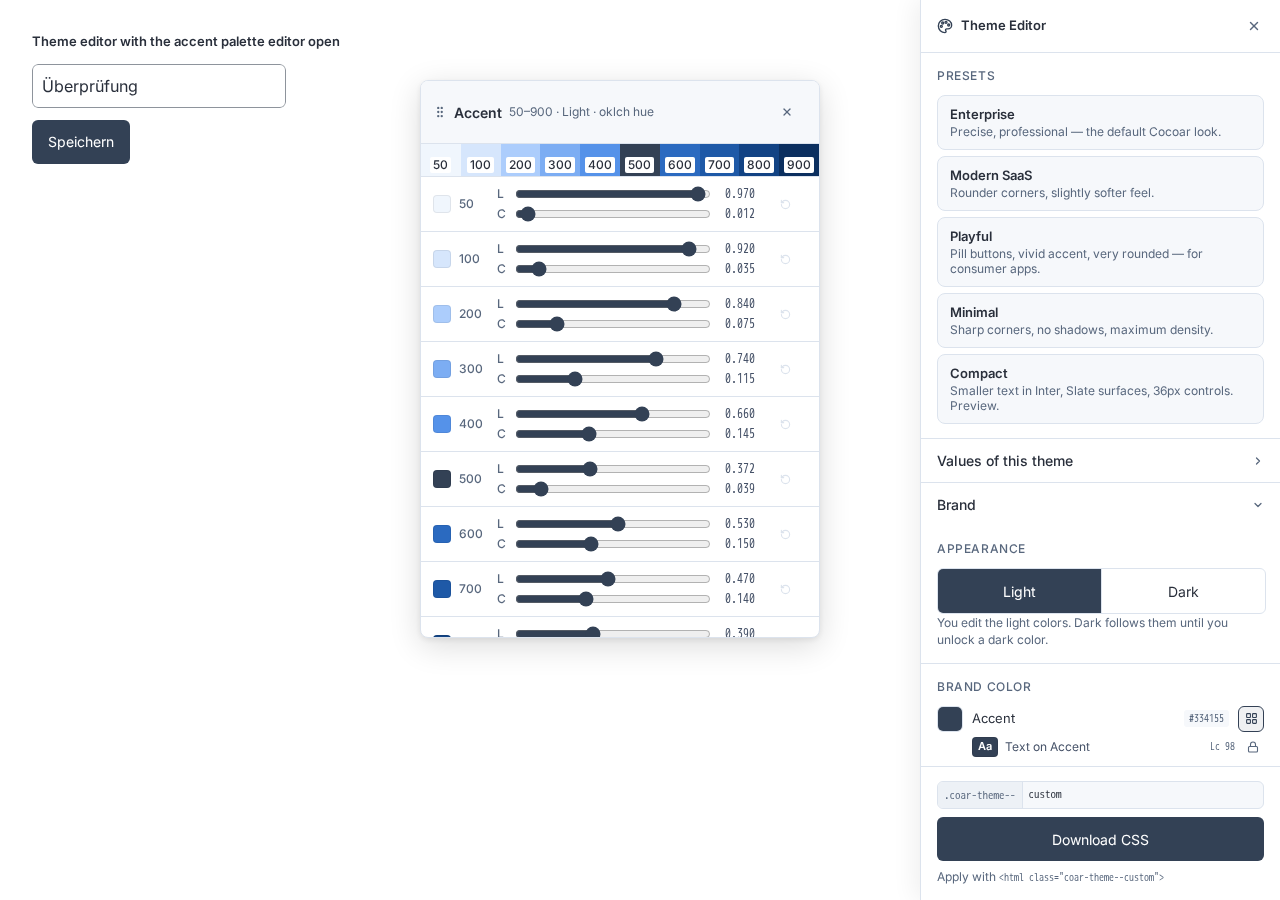 Theme editor with the accent palette editor open
Überprüfung
Speichern
Accent 50–900 · Light · oklch hue
50 100 200 300 400 500 600 700 800 900
50 L 0.970
C 0.012
100 L 0.920
C 0.035
200 L 0.840
C 0.075
300 L 0.740
C 0.115
400 L 0.660
C 0.145
500 L 0.372
C 0.039
600 L 0.530
C 0.150
700 L 0.470
C 0.140
L 0.390
Theme Editor
PRESETS
Enterprise
Precise, professional — the default Cocoar look.
Modern SaaS
Rounder corners, slightly softer feel.
Playful
Pill buttons, vivid accent, very rounded — for
consumer apps.
Minimal
Sharp corners, no shadows, maximum density.
Compact
Smaller text in Inter, Slate surfaces, 36px controls.
Preview.
Values of this theme
Brand
APPEARANCE
Light Dark
You edit the light colors. Dark follows them until you
unlock a dark color.
BRAND COLOR
Accent #334155
Aa Text on Accent Lc 98
.coar-theme-- custom
Download CSS
Apply with <html class="coar-theme--custom">